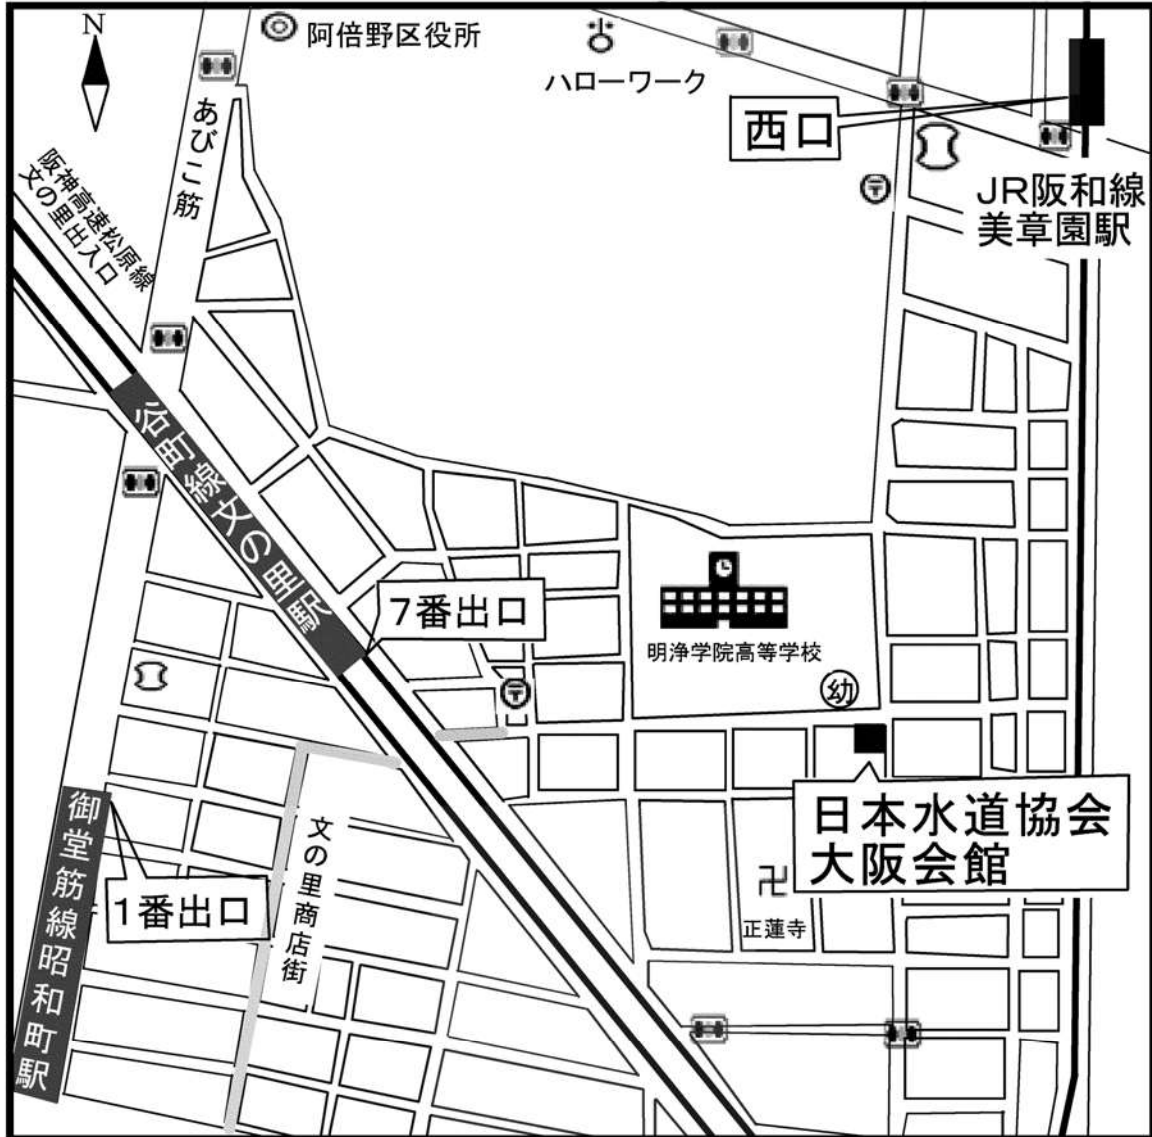 N
阿倍野区役所
ハローワーク
あびこ筋
西口
阪神高速松原線
文の里出入口
JR阪和線
美章園駅
谷町線文の里駅
7番出口
明浄学院高等学校
幼
日本水道協会
大阪会館
御堂筋線昭和町駅
1番出口
文の里商店街
卍
正蓮寺